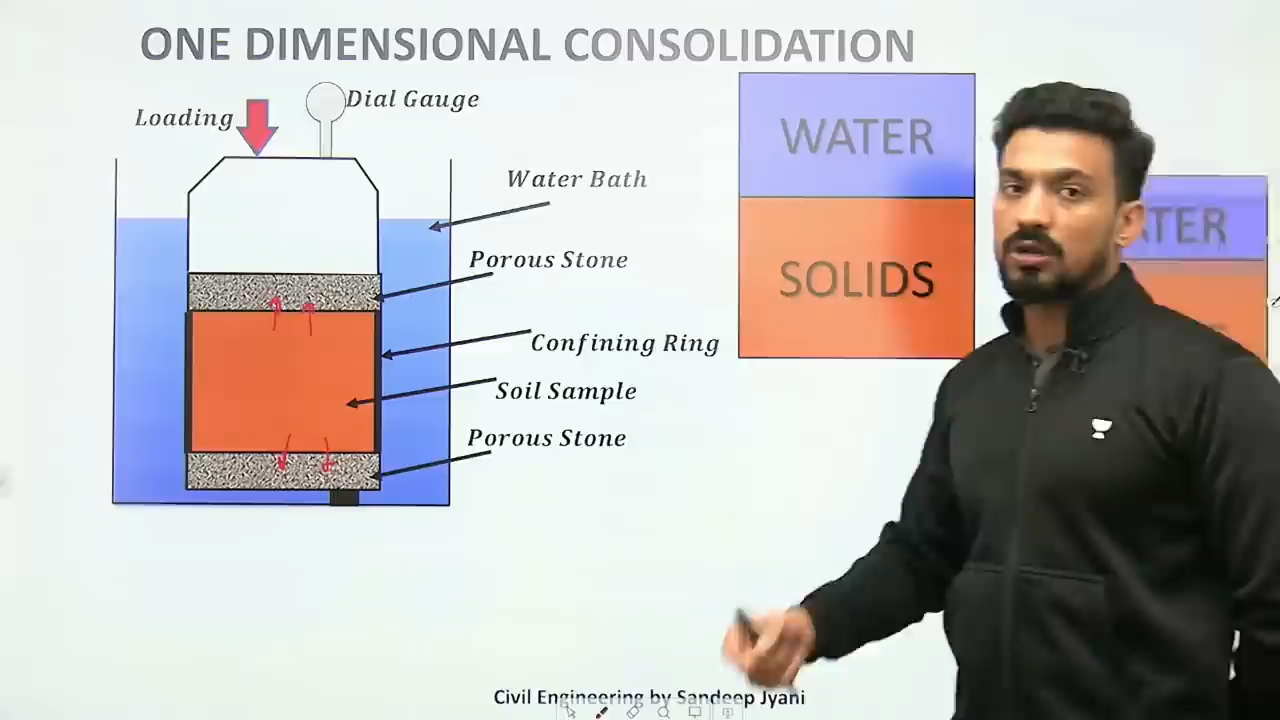 ONE DIMENSIONAL CONSOLIDATION
Dial Gauge
Loading
Water Bath
Porous Stone
Confining Ring
Soil Sample
Porous Stone
WATER
SOLIDS
Civil Engineering by Sandeep Jyani